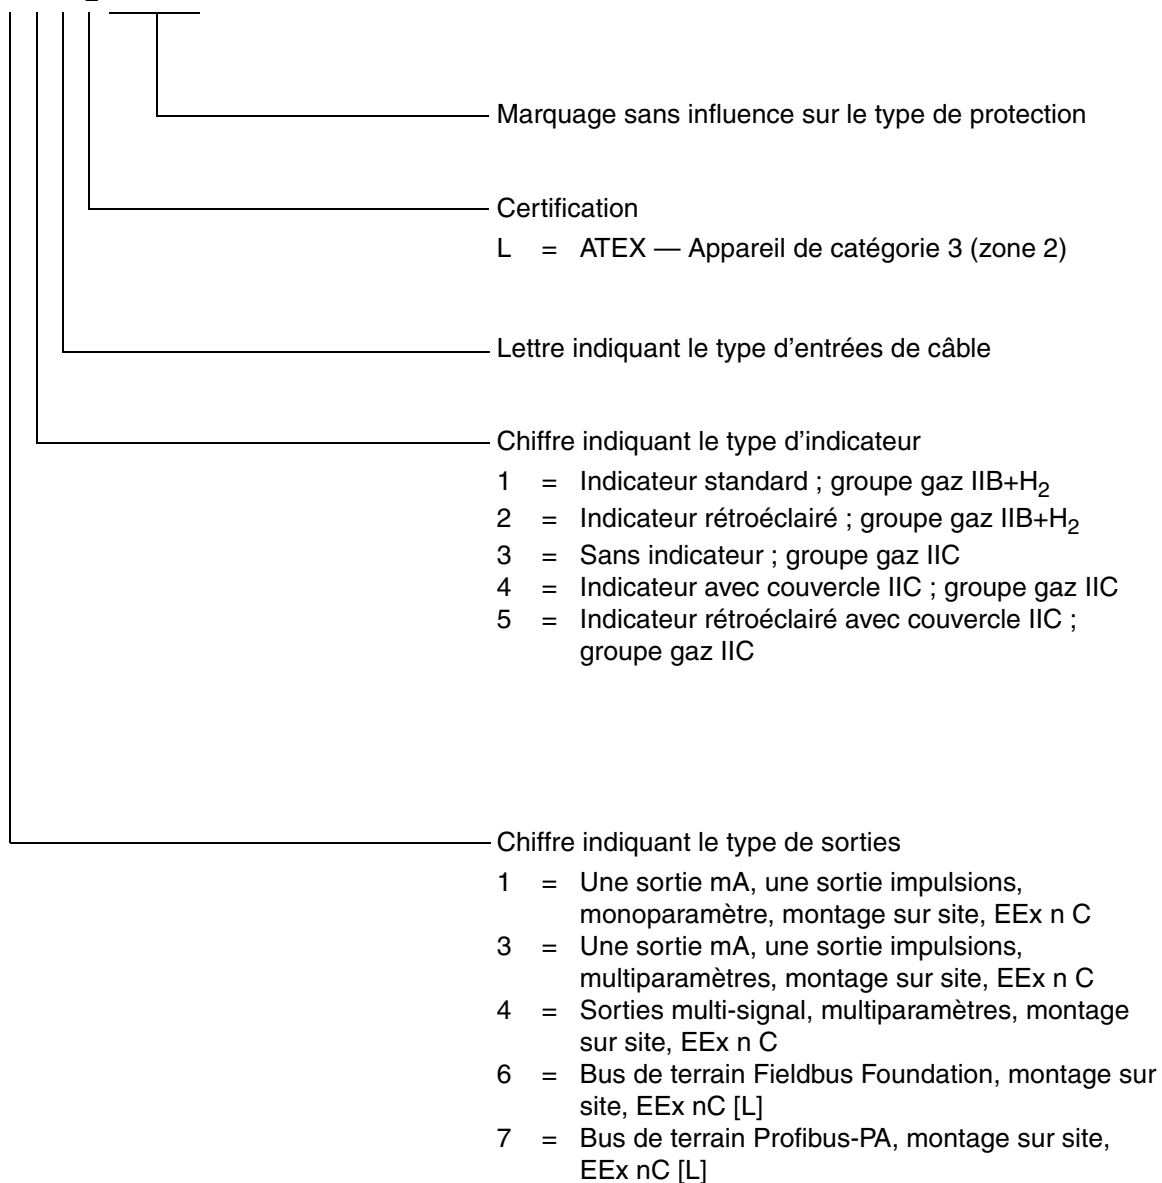 Marquage sans influence sur le type de protection
Certification
L = ATEX — Appareil de catégorie 3 (zone 2)
Lettre indiquant le type d'entrées de câble
Chiffre indiquant le type d’indicateur
1 = Indicateur standard ; groupe gaz IIB+H2
2 = Indicateur rétroéclairé ; groupe gaz IIB+H2
3 = Sans indicateur ; groupe gaz IIC
4 = Indicateur avec couvercle IIC ; groupe gaz IIC
5 = Indicateur rétroéclairé avec couvercle IIC ;
groupe gaz IIC
Chiffre indiquant le type de sorties
1 = Une sortie mA, une sortie impulsions,
monoparamètre, montage sur site, EEx n C
3 = Une sortie mA, une sortie impulsions,
multiparamètres, montage sur site, EEx n C
4 = Sorties multi-signal, multiparamètres, montage
sur site, EEx n C
6 = Bus de terrain Fieldbus Foundation, montage sur
site, EEx nC [L]
7 = Bus de terrain Profibus-PA, montage sur site,
EEx nC [L]